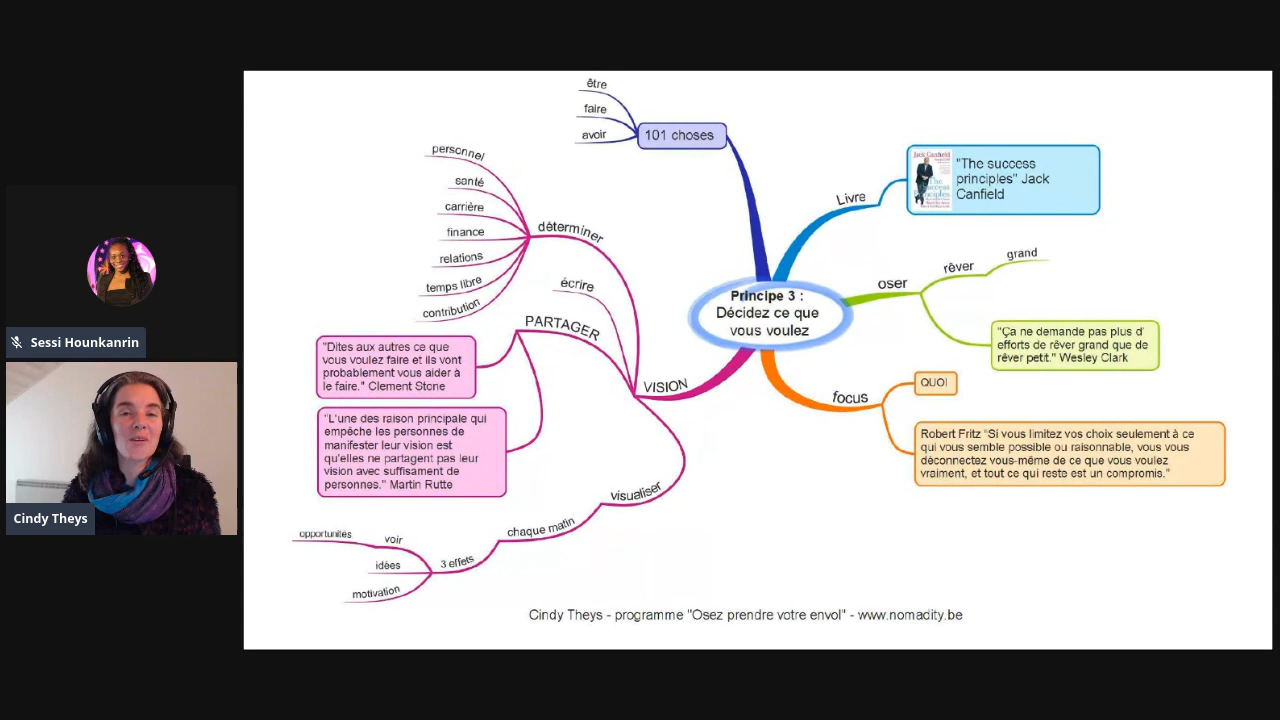 être
faire
avoir
101 choses
personnel
santé
carrière
finance
relations
temps libre
contribution
déterminer
écrire
PARTAGER
"Dites aux autres ce que
vous voulez faire et ils vont
probablement vous aider à
le faire." Clement Stone
"L'une des raison principale qui
empêche les personnes de
manifester leur vision est
qu'elles ne partagent pas leur
vision avec suffisament de
personnes." Martin Rutte
VISION
visualiser
chaque matin
3 effets
voir
opportunités
idées
motivation
Principe 3 :
Décidez ce que
vous voulez
Livre
Jack Canfield
The
Success
Principles
"The success
principles" Jack
Canfield
oser
rêver
grand
"Ça ne demande pas plus d'
efforts de rêver grand que de
rêver petit." Wesley Clark
focus
QUOI
Robert Fritz “Si vous limitez vos choix seulement à ce
qui vous semble possible ou raisonnable, vous vous
déconnectez vous-même de ce que vous voulez
vraiment, et tout ce qui reste est un compromis.”
Cindy Theys - programme "Osez prendre votre envol" - www.nomadity.be
Sessi Hounkanrin
Cindy Theys